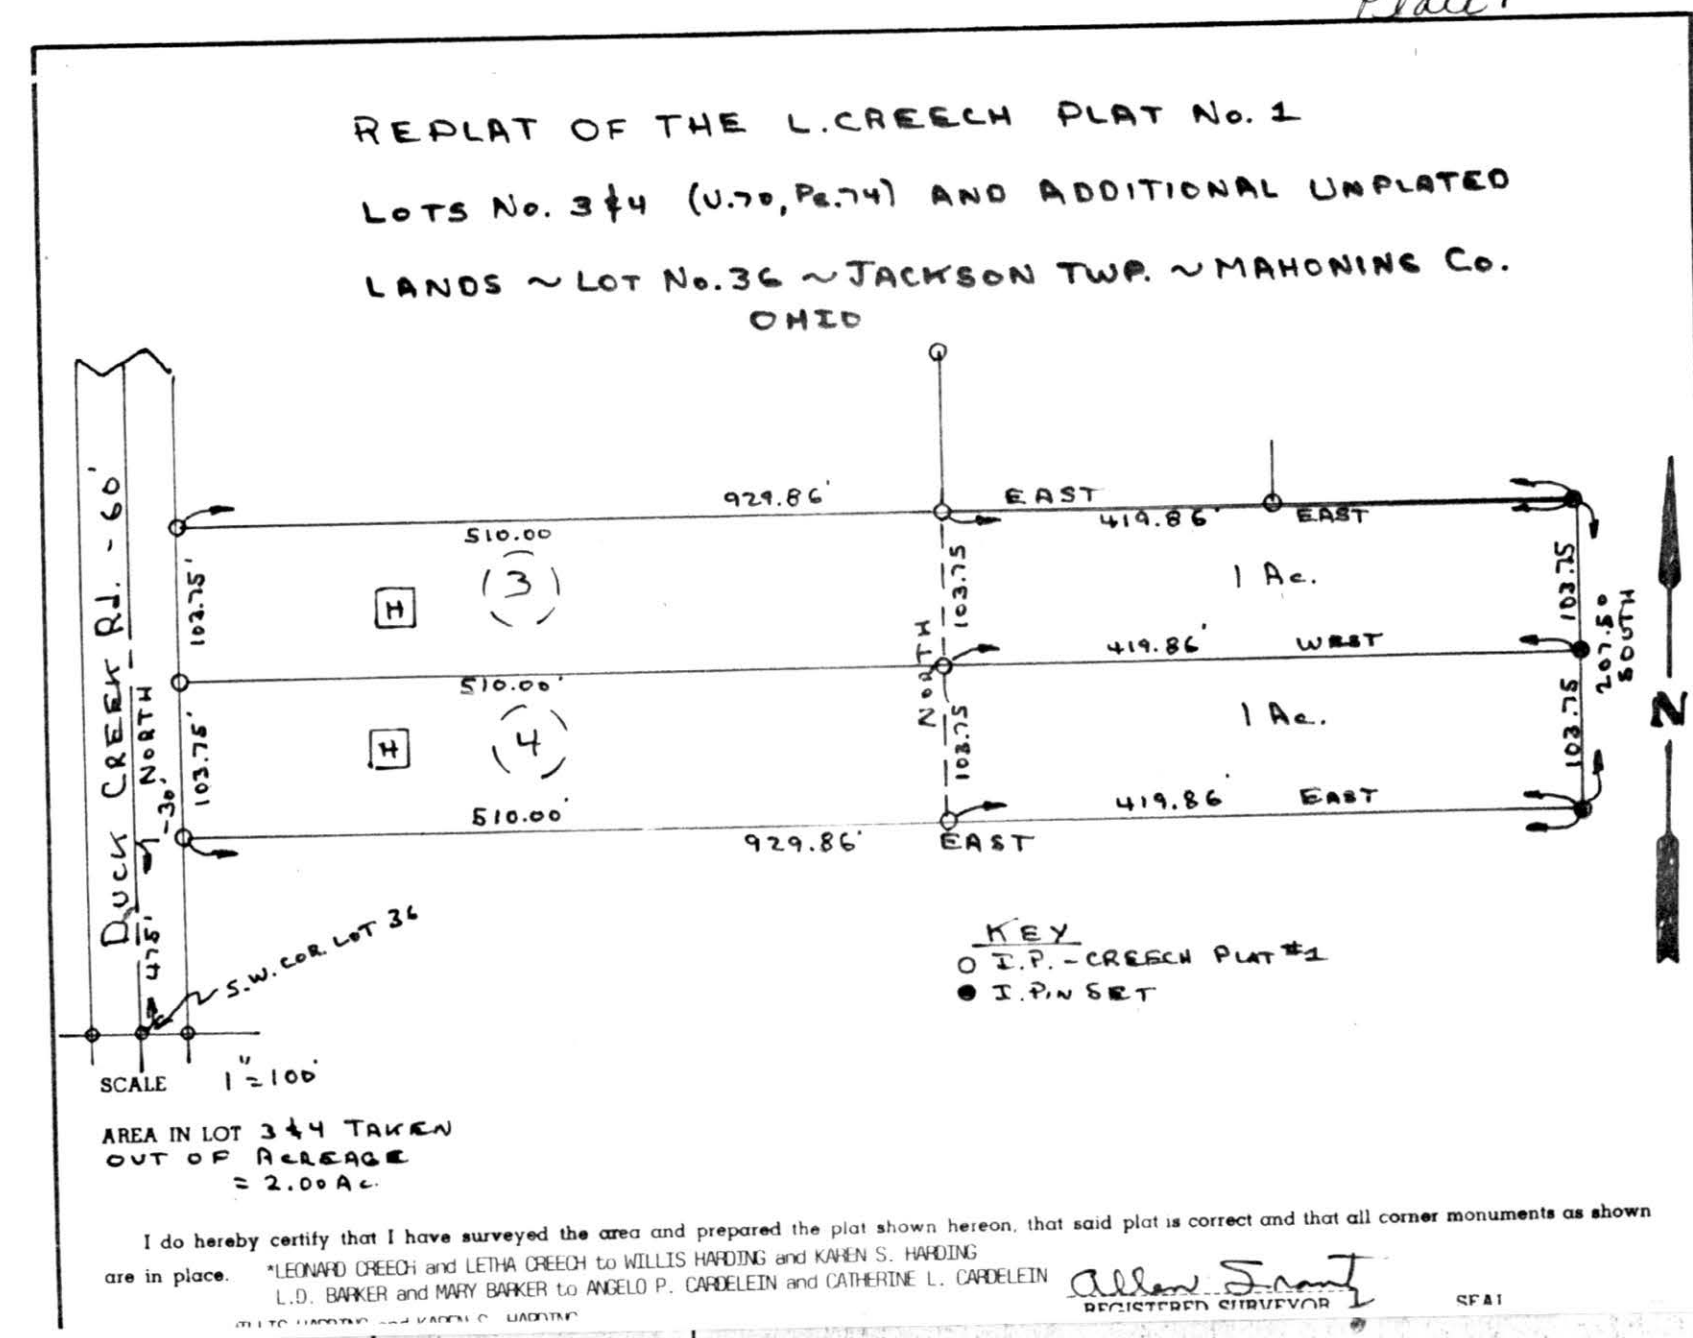 REPLAT OF THE L.CREECH PLAT No. 1
LOTS No. 3 & 4 (V.70, PG.74) AND ADDITIONAL UNPLATED
LANDS ~ LOT No. 36 ~ JACKSON TWP. ~ MAHONING Co.
OHIO
DUCK CREEK Rd. - 60'
NORTH
30'
475'
S.W. COR. LOT 36
929.86'
EAST
510.00
419.86'
EAST
103.75'
3
H
103.75
1 Ac.
103.75
NORTH
419.86'
WEST
207.50
SOUTH
510.00'
103.75'
4
H
103.75
1 Ac.
103.75
N
510.00'
419.86'
EAST
929.86'
EAST
KEY
I.P. - CREECH PLAT #1
I. PIN SET
SCALE 1"=100'
AREA IN LOT 3 & 4 TAKEN
OUT OF ACREAGE
= 2.00 Ac.
I do hereby certify that I have surveyed the area and prepared the plat shown hereon, that said plat is correct and that all corner monuments as shown
are in place.
*LEONARD CREECH and LETHA CREECH to WILLIS HARDING and KAREN S. HARDING
L.D. BARKER and MARY BARKER to ANGELO P. CARDELEIN and CATHERINE L. CARDELEIN
Allen
REGISTERED SURVEYOR
SEAL